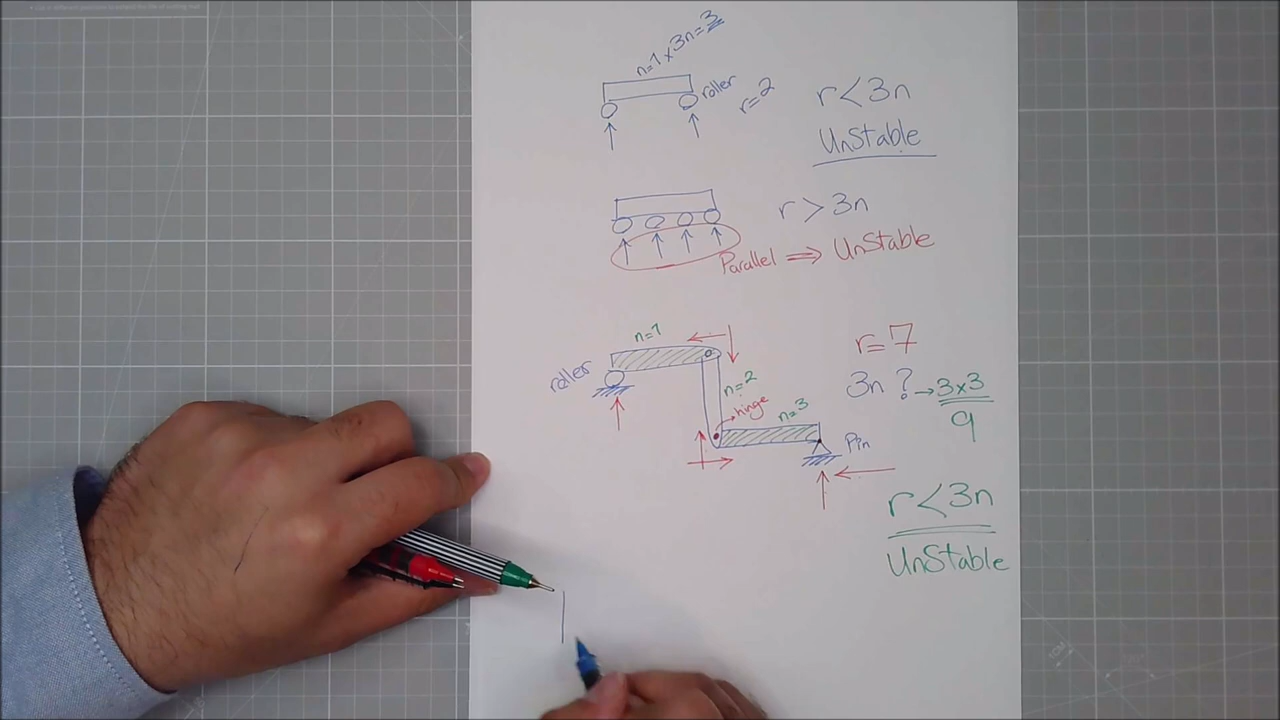 n=1 x 3n=3
roller
r=2
r<3n
UnStable
r>3n
Parallel ⟹ UnStable
n=1
roller
n=2
hinge
n=3
Pin
r=7
3n ? → 3x3
9
r<3n
UnStable